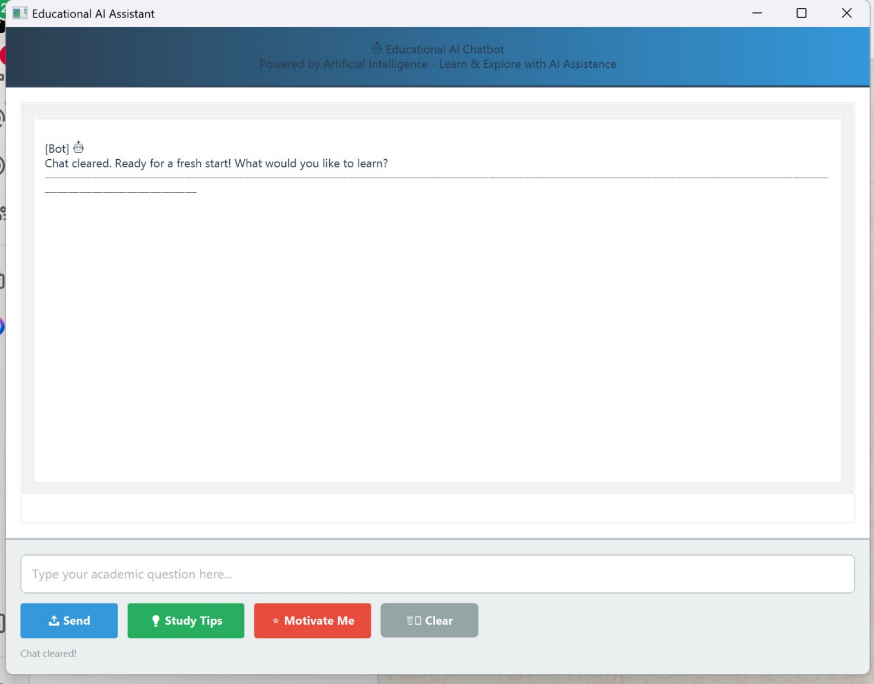 Educational AI Assistant
🤖 Educational AI Chatbot
Powered by Artificial Intelligence - Learn & Explore with AI Assistance
[Bot] 🤖
Chat cleared. Ready for a fresh start! What would you like to learn?
Type your academic question here...
Send
Study Tips
⭐ Motivate Me
Clear
Chat cleared!